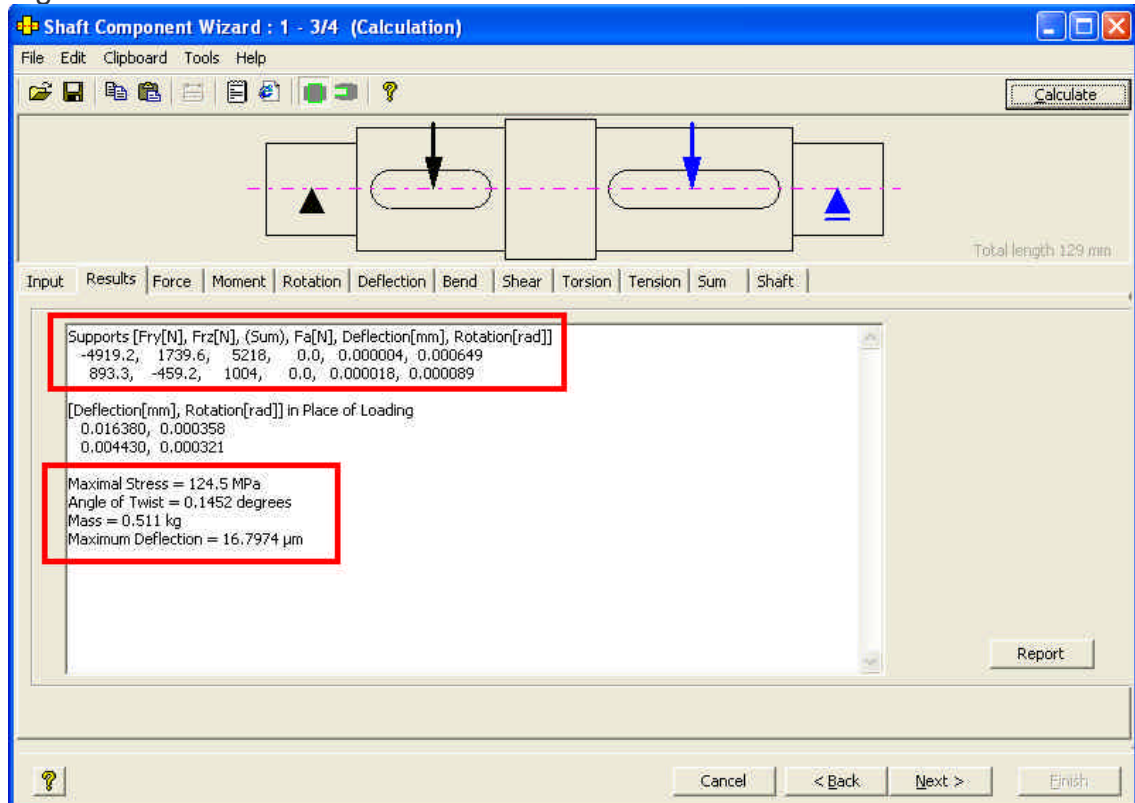 Shaft Component Wizard : 1 - 3/4 (Calculation)
File Edit Clipboard Tools Help
Calculate
Total length 129 mm
Input Results Force Moment Rotation Deflection Bend Shear Torsion Tension Sum Shaft
Supports [Fry[N], Frz[N], (Sum), Fa[N], Deflection[mm], Rotation[rad]]
-4919.2, 1739.6, 5218, 0.0, 0.000004, 0.000649
893.3, -459.2, 1004, 0.0, 0.000018, 0.000089
[Deflection[mm], Rotation[rad]] in Place of Loading
0.016380, 0.000358
0.004430, 0.000321
Maximal Stress = 124.5 MPa
Angle of Twist = 0.1452 degrees
Mass = 0.511 kg
Maximum Deflection = 16.7974 μm
Report
Cancel < Back Next > Finish